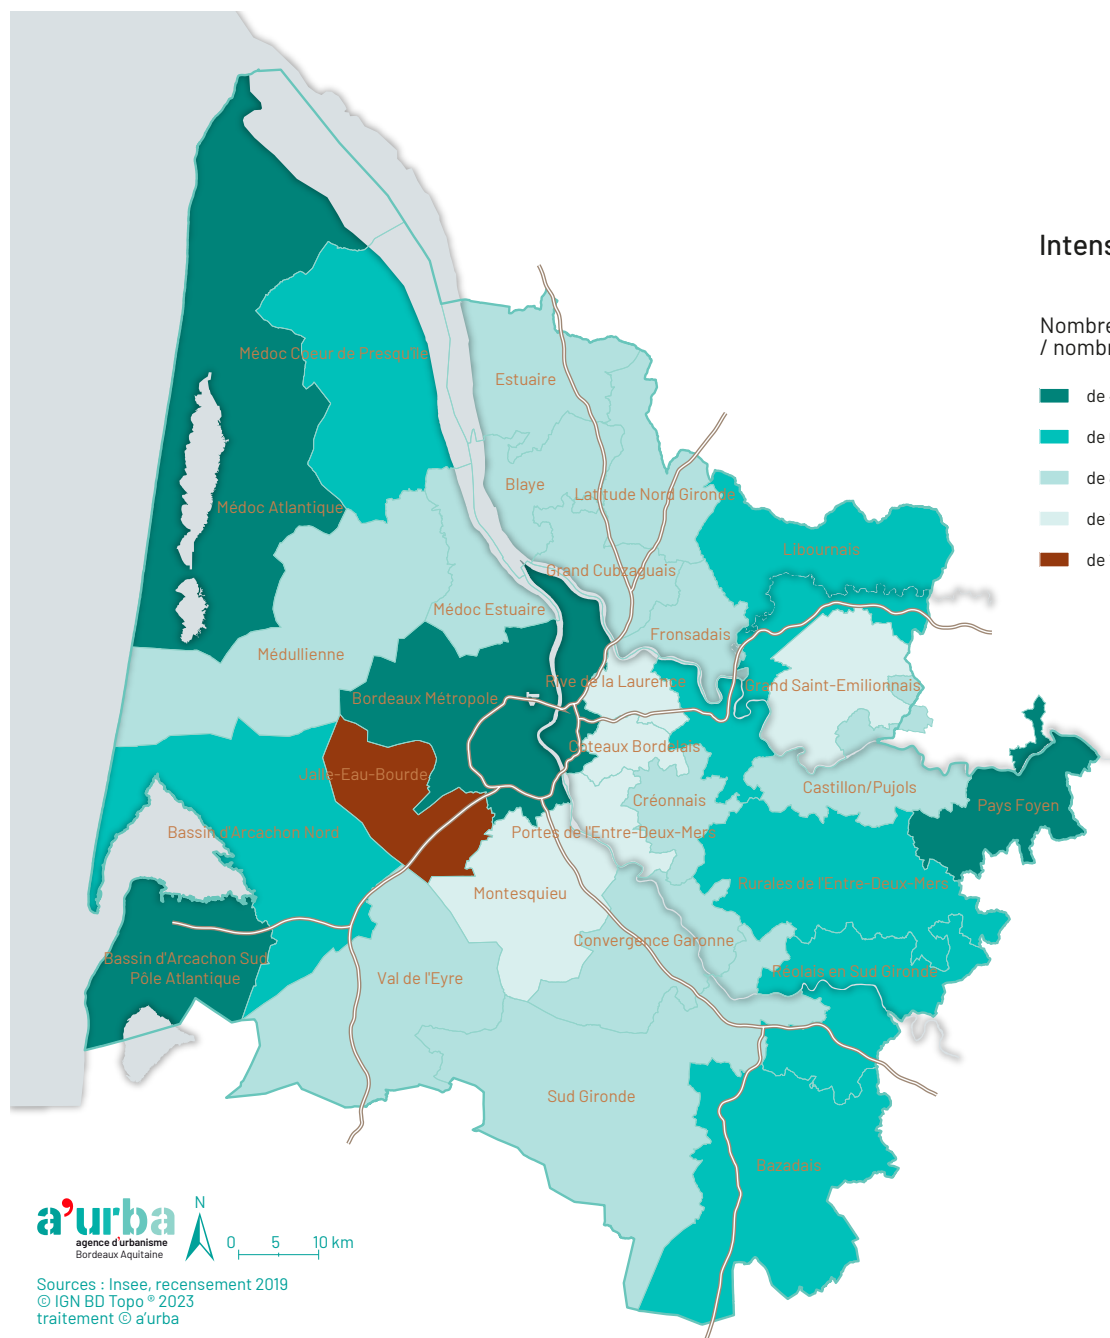 Intens
Nombre
/ nombr
de
de
de
de
de
Médoc Coeur de Presqu'île
Estuaire
Blaye
Latitude Nord Gironde
Médoc Atlantique
Libournais
Grand Cubzaguais
Médoc Estuaire
Fronsadais
Médullienne
Rive de la Laurence
Grand Saint-Emilionnais
Bordeaux Métropole
Coteaux Bordelais
Jalle-Eau-Bourde
Castillon/Pujols
Créonnais
Pays Foyen
Bassin d'Arcachon Nord
Portes de l'Entre-Deux-Mers
Rurales de l'Entre-Deux-Mers
Montesquieu
Convergence Garonne
Bassin d'Arcachon Sud
Pôle Atlantique
Val de l'Eyre
Réolais en Sud Gironde
Sud Gironde
Bazadais
a'urba
agence d'urbanisme
Bordeaux Aquitaine
N
0 5 10 km
Sources : Insee, recensement 2019
© IGN BD Topo ® 2023
traitement © a'urba